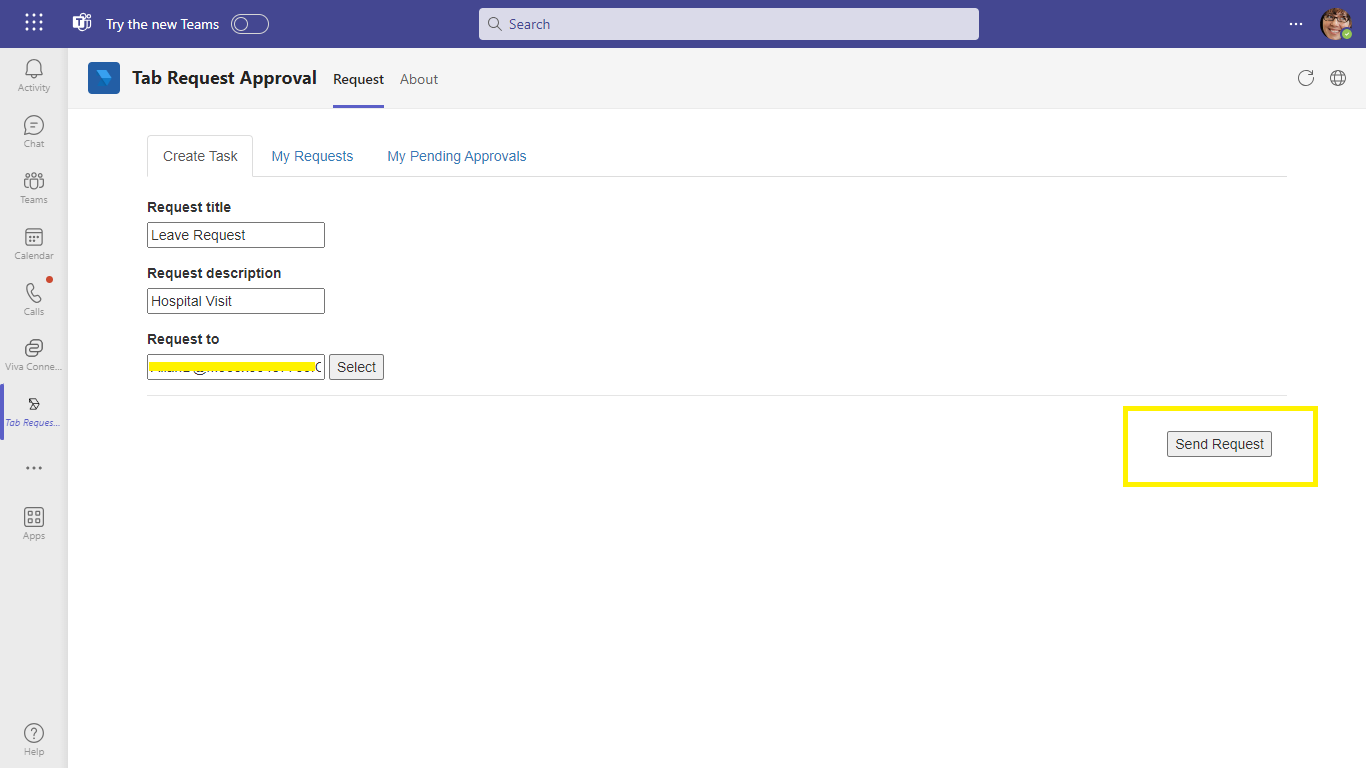 Try the new Teams
Search
Activity
Chat
Teams
Calendar
Calls
Viva Conne...
Tab Reques...
Apps
Help
Tab Request Approval
Request
About
Create Task
My Requests
My Pending Approvals
Request title
Leave Request
Request description
Hospital Visit
Request to
Select
Send Request